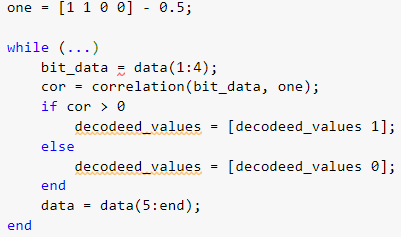 one = [1 1 0 0] - 0.5;
while (...)
bit_data = data(1:4);
cor = correlation(bit_data, one);
if cor > 0
decodeed_values = [decodeed_values 1];
else
decodeed_values = [decodeed_values 0];
end
data = data(5:end);
end